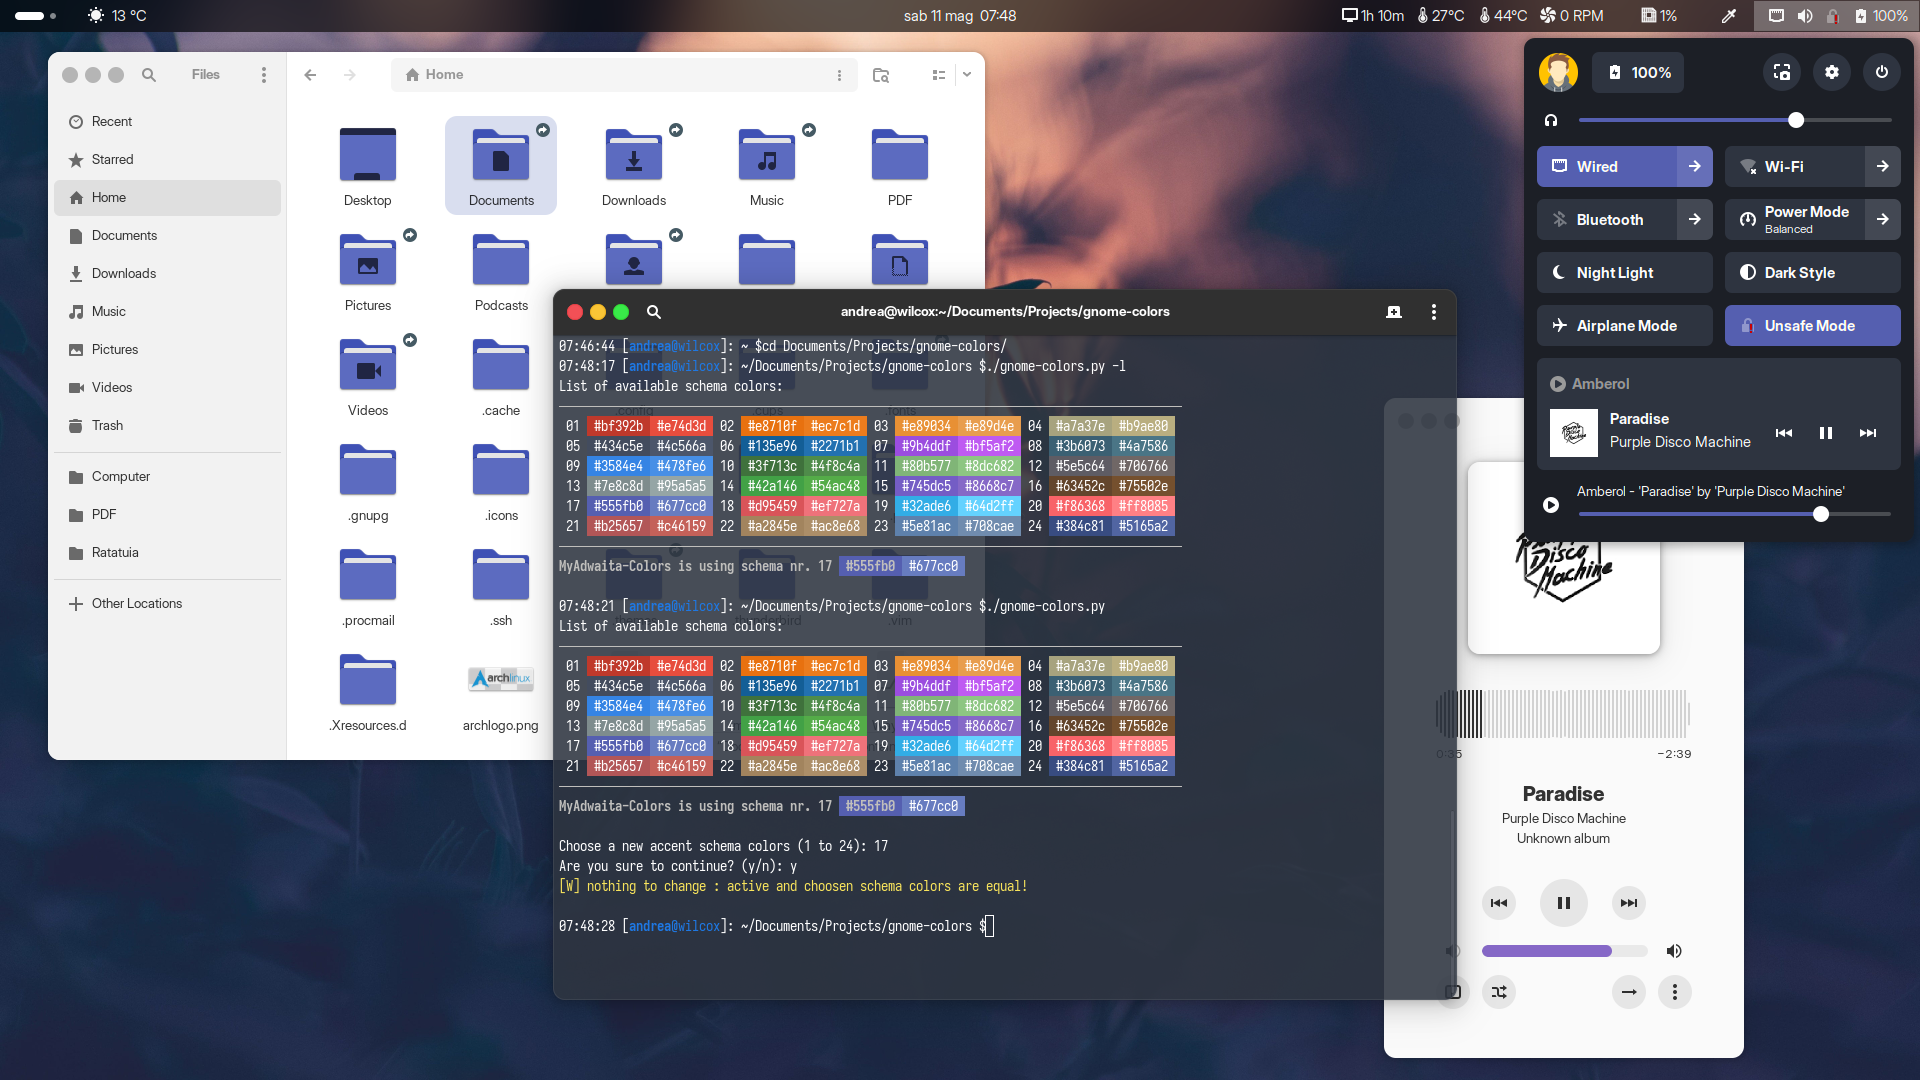 13 °C
sab 11 mag  07:48
1h 10m
27°C
44°C
0 RPM
1%
100%
Files
Home
Recent
Starred
Home
Documents
Downloads
Music
Pictures
Videos
Trash
Computer
PDF
Ratatuia
Other Locations
Desktop
Documents
Downloads
Music
PDF
Pictures
Podcasts
Videos
.cache
.gnupg
.icons
.procmail
.ssh
.Xresources.d
archlinux
archlogo.png
andrea@wilcox:~/Documents/Projects/gnome-colors
07:46:44 [andrea@wilcox]: ~ $cd Documents/Projects/gnome-colors/
07:48:17 [andrea@wilcox]: ~/Documents/Projects/gnome-colors $./gnome-colors.py -l
List of available schema colors:
01 #bf392b #e74d3d 02 #e8710f #ec7c1d 03 #e89034 #e89d4e 04 #a7a37e #b9ae80
05 #434c5e #4c566a 06 #135e96 #2271b1 07 #9b4ddf #bf5af2 08 #3b6073 #4a7586
09 #3584e4 #478fe6 10 #3f713c #4f8c4a 11 #80b577 #8dc682 12 #5e5c64 #706766
13 #7e8c8d #95a5a5 14 #42a146 #54ac48 15 #745dc5 #8668c7 16 #63452c #75502e
17 #555fb0 #677cc0 18 #d95459 #ef727a 19 #32ade6 #64d2ff 20 #f86368 #ff8085
21 #b25657 #c46159 22 #a2845e #ac8e68 23 #5e81ac #708cae 24 #384c81 #5165a2
MyAdwaita-Colors is using schema nr. 17 #555fb0 #677cc0
07:48:21 [andrea@wilcox]: ~/Documents/Projects/gnome-colors $./gnome-colors.py
List of available schema colors:
01 #bf392b #e74d3d 02 #e8710f #ec7c1d 03 #e89034 #e89d4e 04 #a7a37e #b9ae80
05 #434c5e #4c566a 06 #135e96 #2271b1 07 #9b4ddf #bf5af2 08 #3b6073 #4a7586
09 #3584e4 #478fe6 10 #3f713c #4f8c4a 11 #80b577 #8dc682 12 #5e5c64 #706766
13 #7e8c8d #95a5a5 14 #42a146 #54ac48 15 #745dc5 #8668c7 16 #63452c #75502e
17 #555fb0 #677cc0 18 #d95459 #ef727a 19 #32ade6 #64d2ff 20 #f86368 #ff8085
21 #b25657 #c46159 22 #a2845e #ac8e68 23 #5e81ac #708cae 24 #384c81 #5165a2
MyAdwaita-Colors is using schema nr. 17 #555fb0 #677cc0
Choose a new accent schema colors (1 to 24): 17
Are you sure to continue? (y/n): y
[W] nothing to change : active and choosen schema colors are equal!
07:48:28 [andrea@wilcox]: ~/Documents/Projects/gnome-colors $
100%
Wired
Wi-Fi
Bluetooth
Power Mode
Balanced
Night Light
Dark Style
Airplane Mode
Unsafe Mode
Amberol
Purple Disco Machine
Paradise
Purple Disco Machine
Amberol - 'Paradise' by 'Purple Disco Machine'
Purple Disco Machine
0:35
-2:39
Paradise
Purple Disco Machine
Unknown album